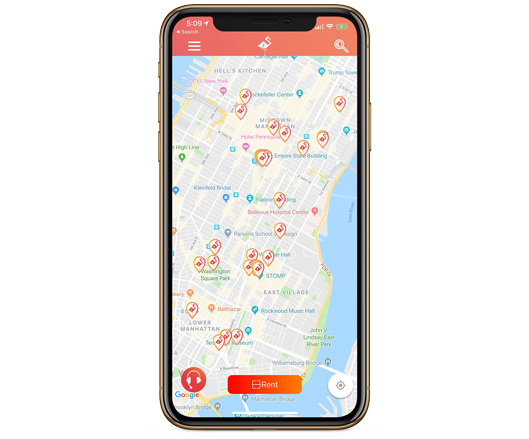 5:09
Search
Carnegie Hall
HELL'S KITCHEN
Trump Tower
Rockefeller Center
MIDTOWN
MANHATTAN
Hotel Pennsylvania
High Line
Empire State Building
Kleinfeld Bridal
Flatiron Building
Bellevue Hospital Center
Parsons School of Design
Hall
Washington
Square Park
STOMP
EAST VILLAGE
Balthazar
Rockwood Music Hall
LOWER
MANHATTAN
John V
Lindsay East
River Park
Museum
Williamsburg Bridge
Rent
Google
Manhattan Bridge
Brooklyn Bridge